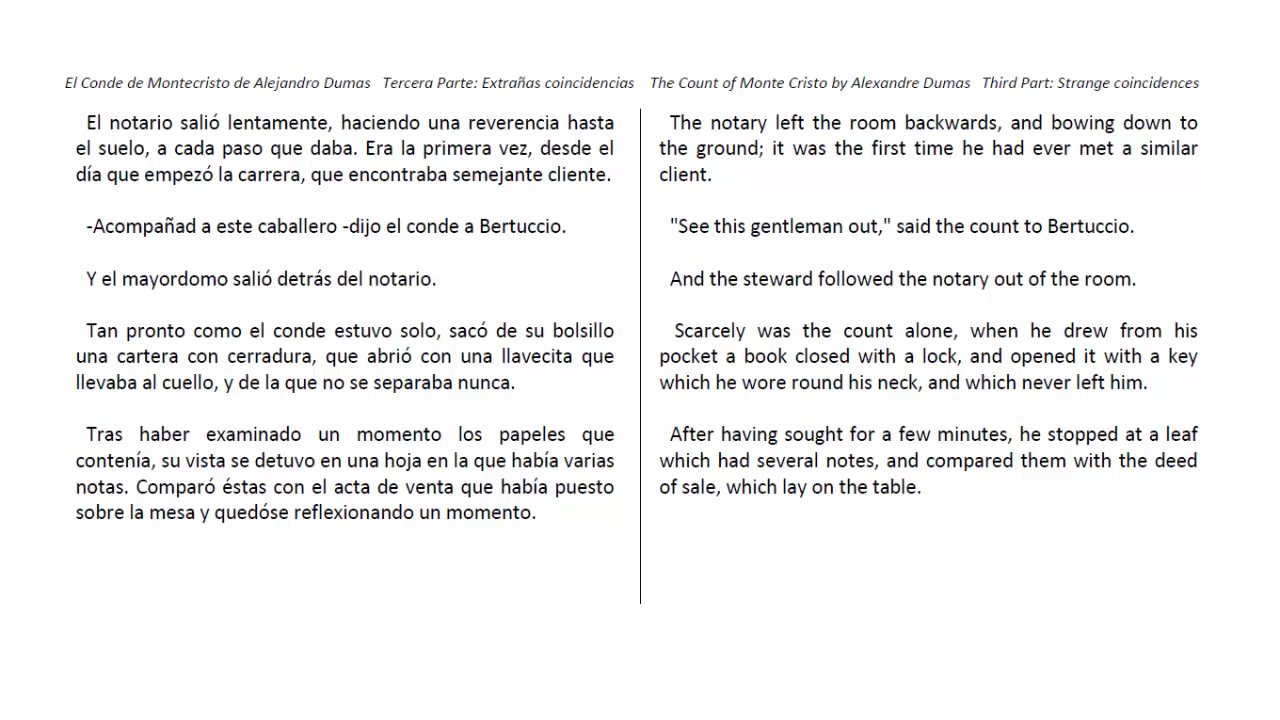 El Conde de Montecristo de Alejandro Dumas   Tercera Parte: Extrañas coincidencias
El notario salió lentamente, haciendo una reverencia hasta
el suelo, a cada paso que daba. Era la primera vez, desde el
día que empezó la carrera, que encontraba semejante cliente.
-Acompañad a este caballero -dijo el conde a Bertuccio.
Y el mayordomo salió detrás del notario.
Tan pronto como el conde estuvo solo, sacó de su bolsillo
una cartera con cerradura, que abrió con una llavecita que
llevaba al cuello, y de la que no se separaba nunca.
Tras haber examinado un momento los papeles que
contenía, su vista se detuvo en una hoja en la que había varias
notas. Comparó éstas con el acta de venta que había puesto
sobre la mesa y quedóse reflexionando un momento.
The Count of Monte Cristo by Alexandre Dumas   Third Part: Strange coincidences
The notary left the room backwards, and bowing down to
the ground; it was the first time he had ever met a similar
client.
"See this gentleman out," said the count to Bertuccio.
And the steward followed the notary out of the room.
Scarcely was the count alone, when he drew from his
pocket a book closed with a lock, and opened it with a key
which he wore round his neck, and which never left him.
After having sought for a few minutes, he stopped at a leaf
which had several notes, and compared them with the deed
of sale, which lay on the table.